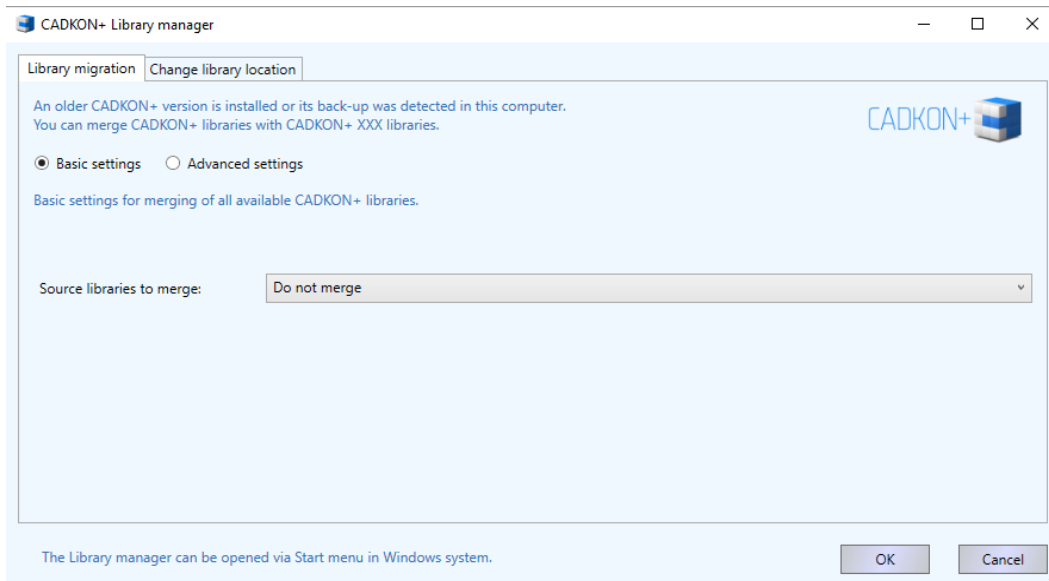 CADKON+ Library manager
Library migration
Change library location
An older CADKON+ version is installed or its back-up was detected in this computer.
You can merge CADKON+ libraries with CADKON+ XXX libraries.
CADKON+
Basic settings
Advanced settings
Basic settings for merging of all available CADKON+ libraries.
Source libraries to merge:
Do not merge
The Library manager can be opened via Start menu in Windows system.
OK
Cancel